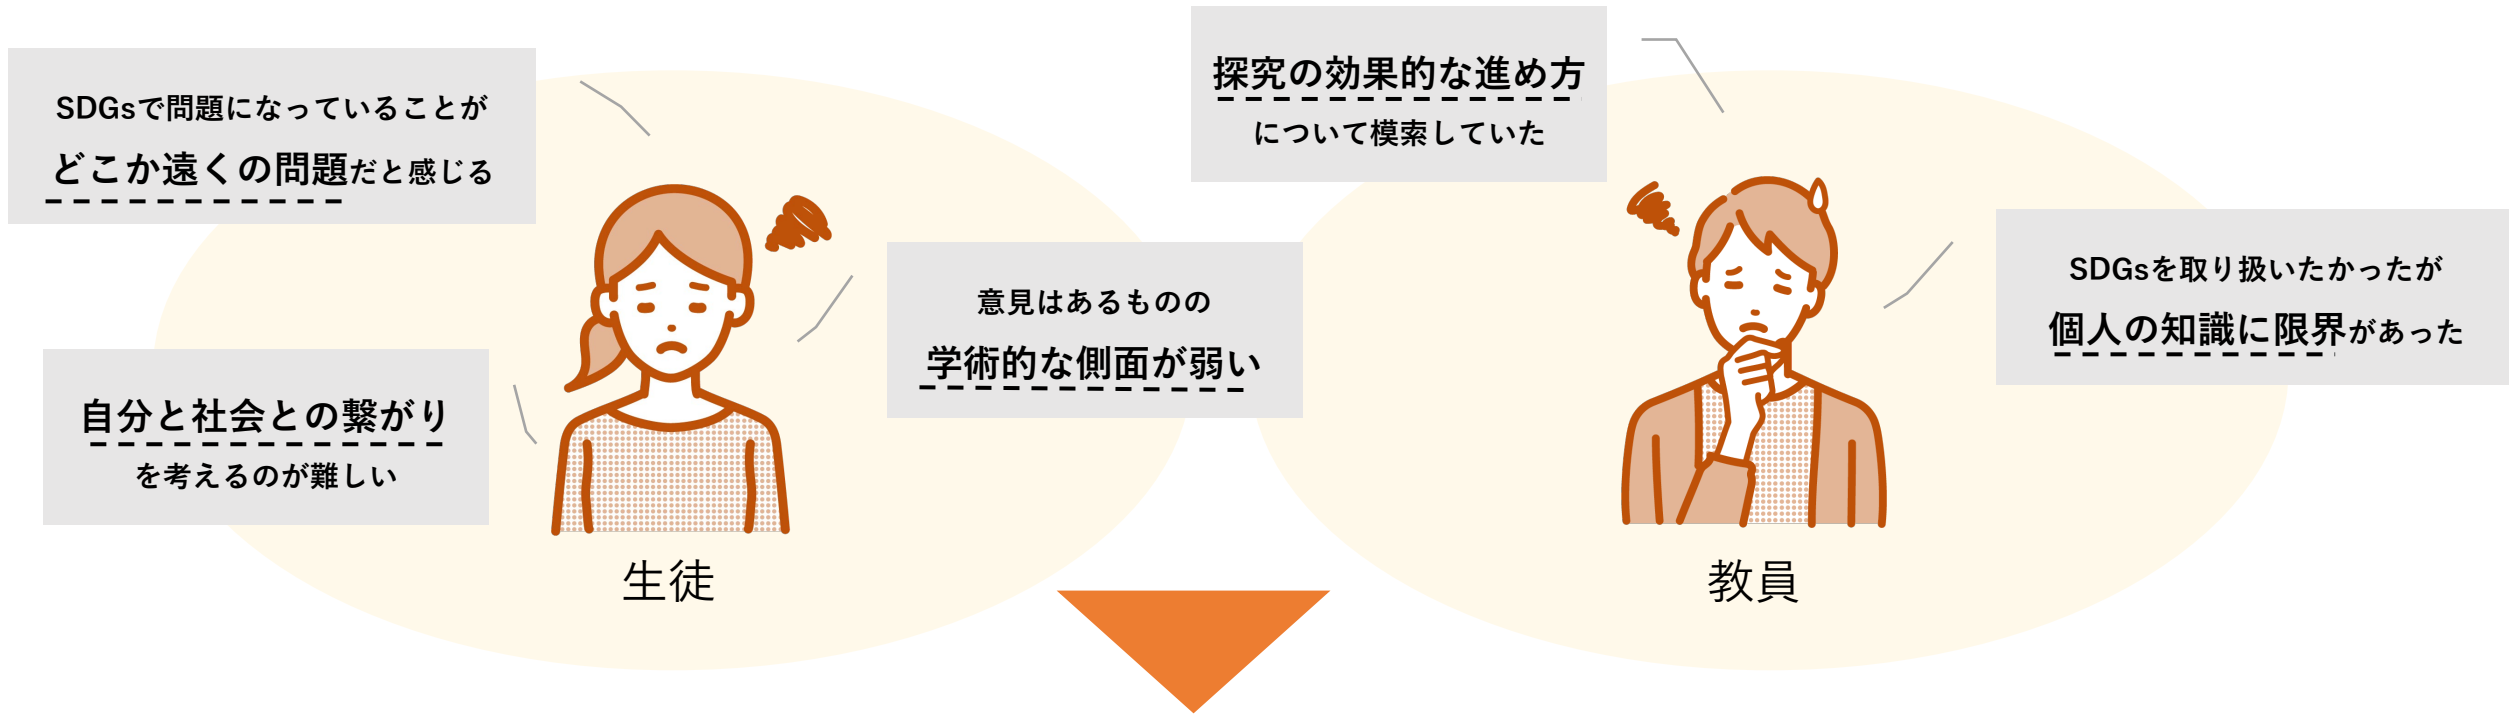 SDGsで問題になっていることが
どこか遠くの問題だと感じる
自分と社会との繋がり
を考えるのが難しい
意見はあるものの
学術的な側面が弱い
生徒
探究の効果的な進め方
について模索していた
SDGsを取り扱いたかったが
個人の知識に限界があった
教員